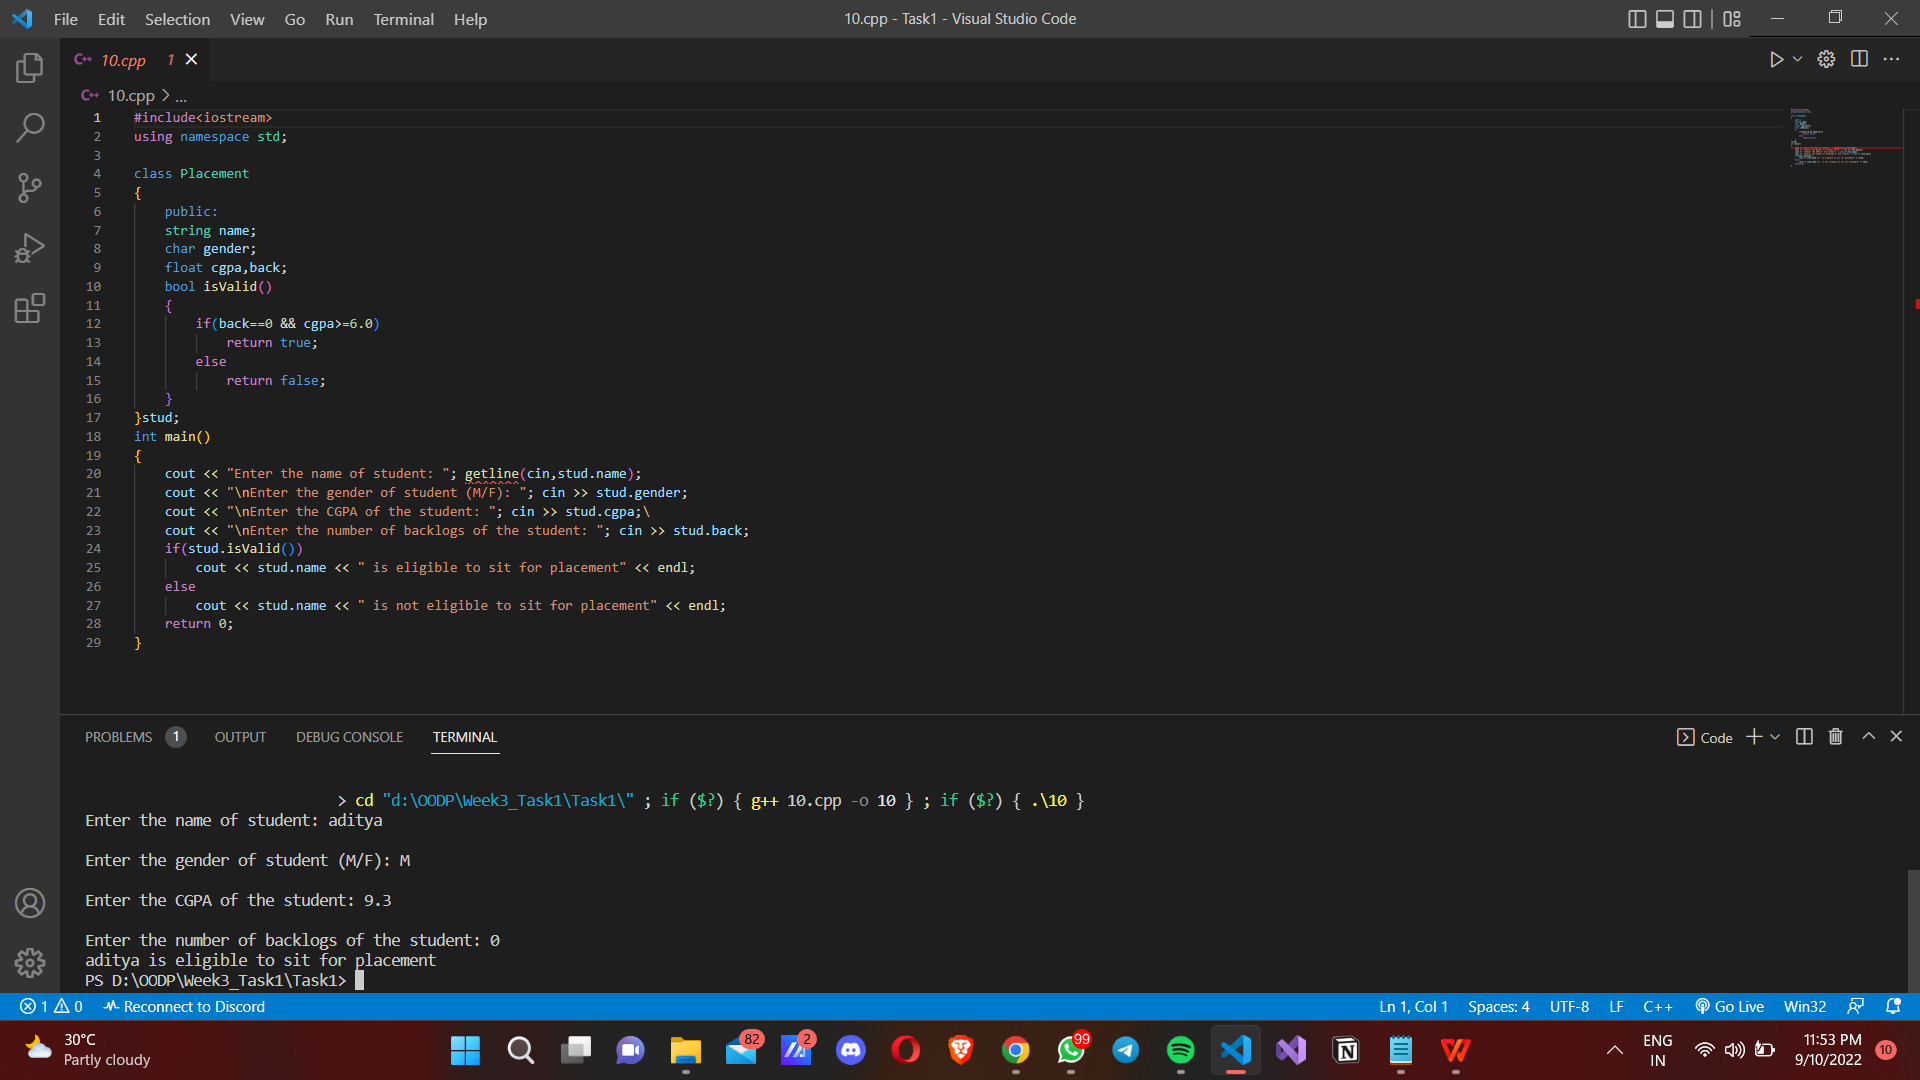 File Edit Selection View Go Run Terminal Help 10.cpp - Task1 - Visual Studio Code
C++ 10.cpp 1
C++ 10.cpp > ...
1 #include<iostream>
2 using namespace std;
3
4 class Placement
5 {
6 public:
7 string name;
8 char gender;
9 float cgpa,back;
10 bool isValid()
11 {
12 if(back==0 && cgpa>=6.0)
13 return true;
14 else
15 return false;
16 }
17 }stud;
18 int main()
19 {
20 cout << "Enter the name of student: "; getline(cin,stud.name);
21 cout << "\nEnter the gender of student (M/F): "; cin >> stud.gender;
22 cout << "\nEnter the CGPA of the student: "; cin >> stud.cgpa;\
23 cout << "\nEnter the number of backlogs of the student: "; cin >> stud.back;
24 if(stud.isValid())
25 cout << stud.name << " is eligible to sit for placement" << endl;
26 else
27 cout << stud.name << " is not eligible to sit for placement" << endl;
28 return 0;
29 }
PROBLEMS 1 OUTPUT DEBUG CONSOLE TERMINAL Code
> cd "d:\OODP\Week3_Task1\Task1\" ; if ($?) { g++ 10.cpp -o 10 } ; if ($?) { .\10 }
Enter the name of student: aditya
Enter the gender of student (M/F): M
Enter the CGPA of the student: 9.3
Enter the number of backlogs of the student: 0
aditya is eligible to sit for placement
PS D:\OODP\Week3_Task1\Task1>
1 0 Reconnect to Discord Ln 1, Col 1 Spaces: 4 UTF-8 LF C++ Go Live Win32
30°C
Partly cloudy
82 2 99
ENG
IN
11:53 PM
9/10/2022
10